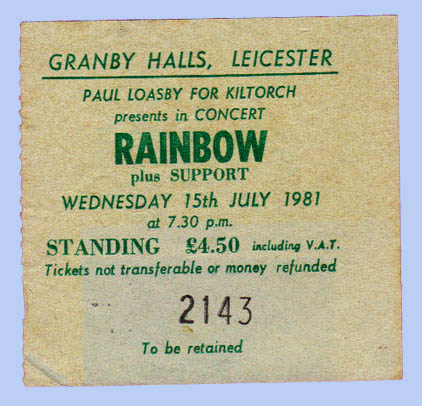 GRANBY HALLS, LEICESTER
PAUL LOASBY FOR KILTORCH
presents in CONCERT
RAINBOW
plus SUPPORT
WEDNESDAY 15th JULY 1981
at 7.30 p.m.
STANDING £4.50 including V.A.T.
Tickets not transferable or money refunded
2143
To be retained